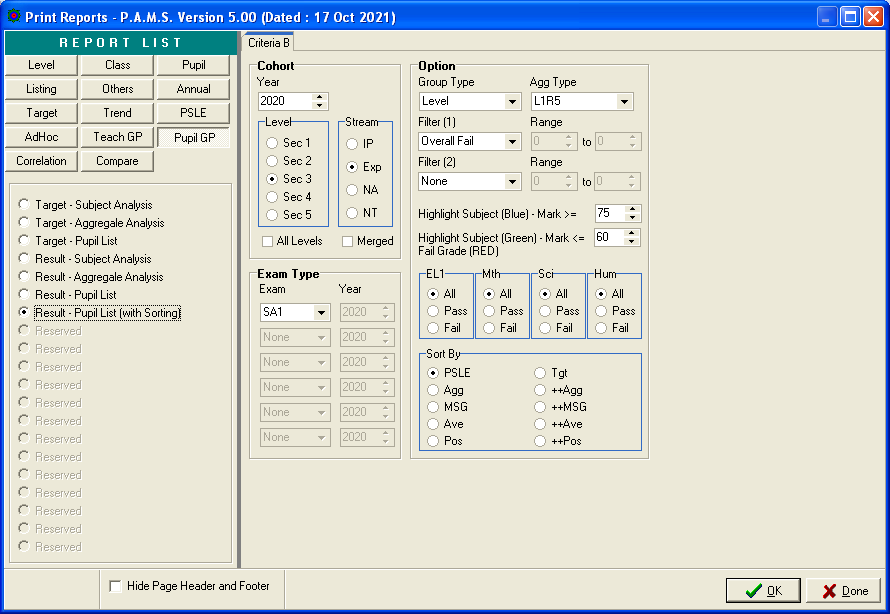 Print Reports - P.A.M.S. Version 5.00 (Dated : 17 Oct 2021)
REPORT LIST
Level Class Pupil
Listing Others Annual
Target Trend PSLE
AdHoc Teach GP Pupil GP
Correlation Compare
Target - Subject Analysis
Target - Aggregale Analysis
Target - Pupil List
Result - Subject Analysis
Result - Aggregale Analysis
Result - Pupil List
Result - Pupil List (with Sorting)
Reserved
Reserved
Reserved
Reserved
Reserved
Reserved
Reserved
Reserved
Reserved
Reserved
Reserved
Reserved
Reserved
Criteria B
Cohort
Year
2020
Level
Sec 1
Sec 2
Sec 3
Sec 4
Sec 5
Stream
IP
Exp
NA
NT
All Levels Merged
Exam Type
Exam Year
SA1 2020
None 2020
None 2020
None 2020
None 2020
None 2020
Option
Group Type Agg Type
Level L1R5
Filter (1) Range
Overall Fail 0 to 0
Filter (2) Range
None 0 to 0
Highlight Subject (Blue) - Mark >= 75
Highlight Subject (Green) - Mark <= 60
Fail Grade (RED)
EL1
All
Pass
Fail
Mth
All
Pass
Fail
Sci
All
Pass
Fail
Hum
All
Pass
Fail
Sort By
PSLE Tgt
Agg ++Agg
MSG ++MSG
Ave ++Ave
Pos ++Pos
Hide Page Header and Footer
OK Done